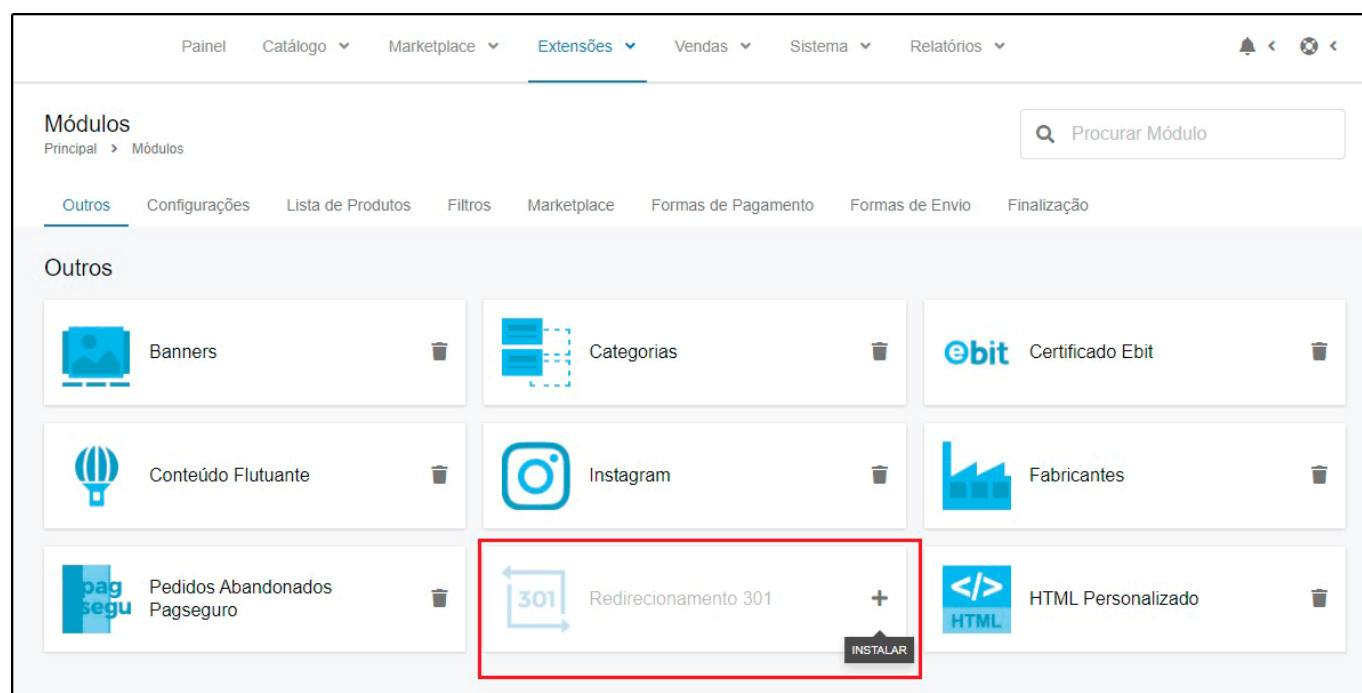 Painel Catálogo Marketplace Extensões Vendas Sistema Relatórios
Módulos
Procurar Módulo
Principal > Módulos
Outros Configurações Lista de Produtos Filtros Marketplace Formas de Pagamento Formas de Envio Finalização
Outros
Banners
Categorias
ebit Certificado Ebit
Conteúdo Flutuante
Instagram
Fabricantes
pag
segu
Pedidos Abandonados
Pagseguro
301 Redirecionamento 301
INSTALAR
</>
HTML
HTML Personalizado